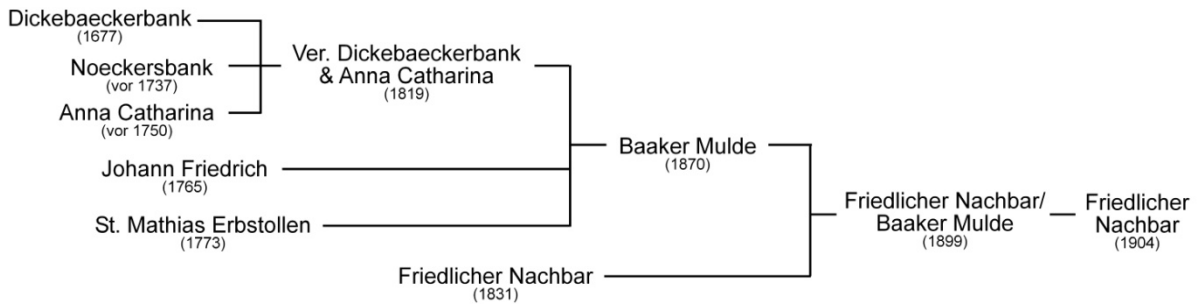 Dickebaeckerbank
(1677)
Noeckersbank
(vor 1737)
Anna Catharina
(vor 1750)
Ver. Dickebaeckerbank
& Anna Catharina
(1819)
Johann Friedrich
(1765)
St. Mathias Erbstollen
(1773)
Baaker Mulde
(1870)
Friedlicher Nachbar
(1831)
Friedlicher Nachbar/
Baaker Mulde
(1899)
Friedlicher
Nachbar
(1904)